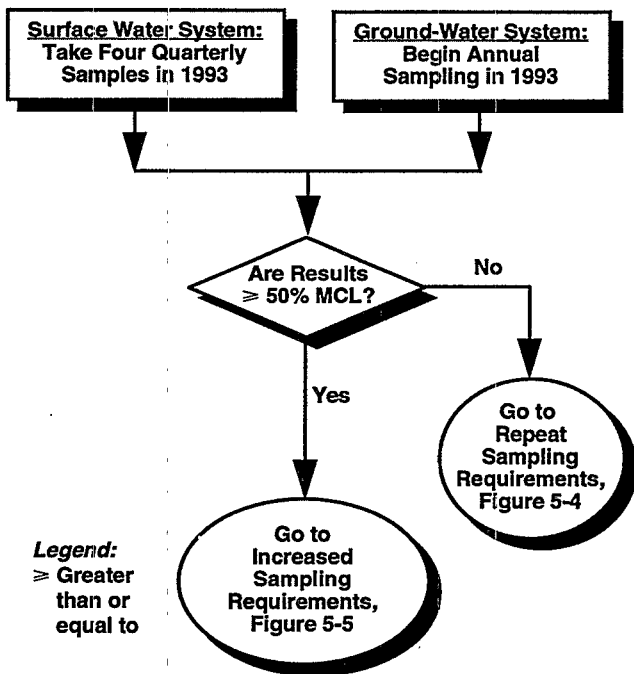 Surface Water System:
Take Four Quarterly
Samples in 1993
Ground-Water System:
Begin Annual
Sampling in 1993
Are Results
⩾ 50% MCL?
No
Yes
Go to
Repeat
Sampling
Requirements,
Figure 5-4
Go to
Increased
Sampling
Requirements,
Figure 5-5
Legend:
⩾ Greater
than or
equal to